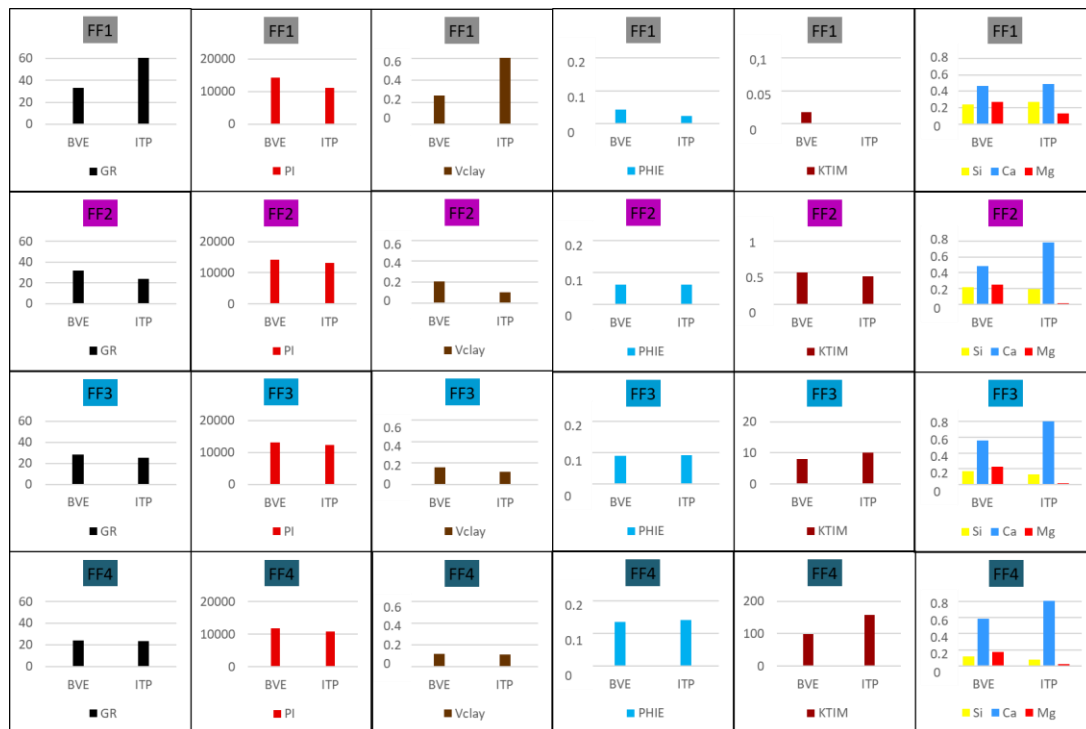 FF1 FF1 FF1 FF1 FF1 FF1
60 20000 0.6 0.2 0,1 0.8
0.6
40 0.4 0.4
10000 0.1 0.05
20 0.2 0.2
0 0 0 0 0 0
BVE ITP BVE ITP BVE ITP BVE ITP BVE ITP BVE ITP
GR PI Vclay PHIE KTIM Si Ca Mg
FF2 FF2 FF2 FF2 FF2 FF2
60 20000 0.6 0.2 1 0.8
0.6
40 0.4 0.4
10000 0.1 0.5
20 0.2 0.2
0 0 0 0 0 0
BVE ITP BVE ITP BVE ITP BVE ITP BVE ITP BVE ITP
GR PI Vclay PHIE KTIM Si Ca Mg
FF3 FF3 FF3 FF3 FF3 FF3
60 20000 0.6 0.2 20 0.8
0.6
40 0.4 0.4
10000 0.1 10
20 0.2 0.2
0 0 0 0 0 0
BVE ITP BVE ITP BVE ITP BVE ITP BVE ITP BVE ITP
GR PI Vclay PHIE KTIM Si Ca Mg
FF4 FF4 FF4 FF4 FF4 FF4
60 20000 0.6 0.2 200 0.8
0.6
40 0.4 0.4
10000 0.1 100
20 0.2 0.2
0 0 0 0 0 0
BVE ITP BVE ITP BVE ITP BVE ITP BVE ITP BVE ITP
GR PI Vclay PHIE KTIM Si Ca Mg